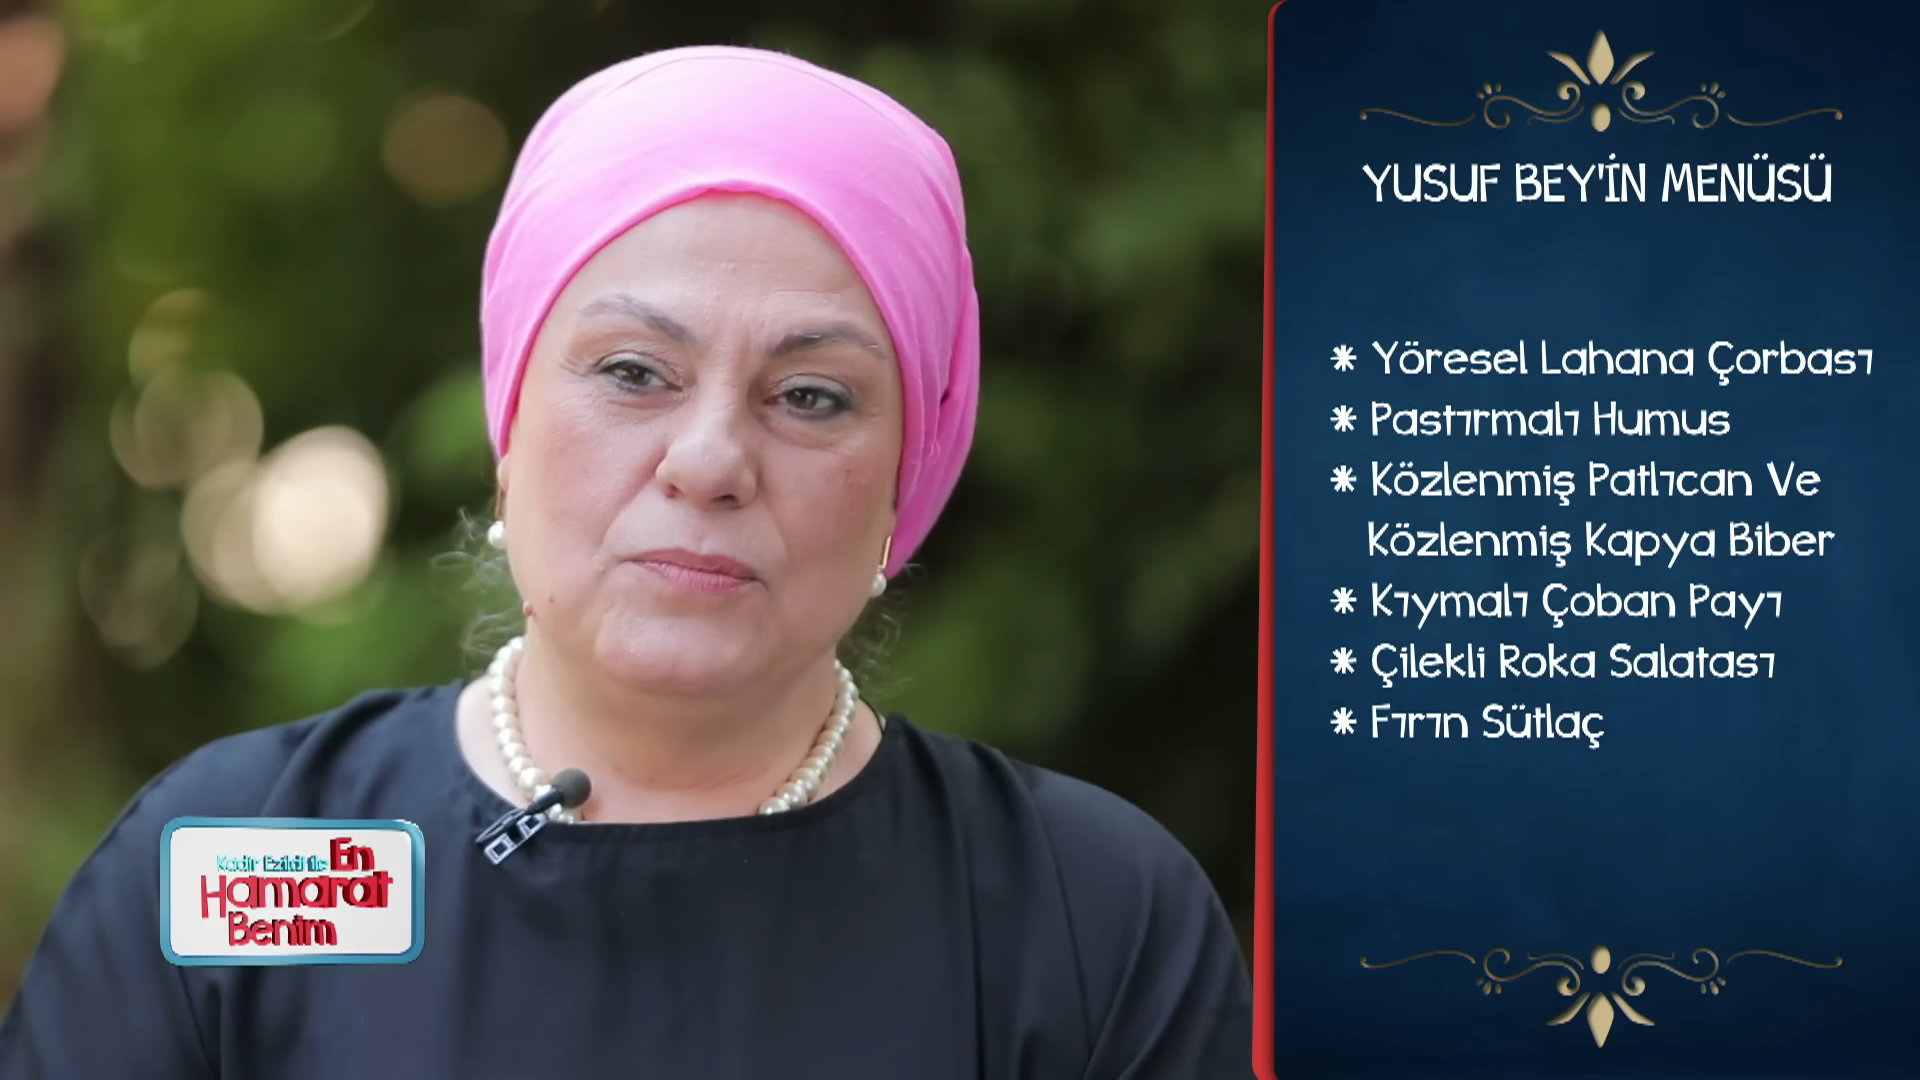 YUSUF BEY'İN MENÜSÜ
* Yöresel Lahana Çorbası
* Pastırmalı Humus
* Közlenmiş Patlıcan Ve
Közlenmiş Kapya Biber
* Kıymalı Çoban Payı
* Çilekli Roka Salatası
* Fırın Sütlaç
Kadir Ezildi ile En
Hamarat
Benim